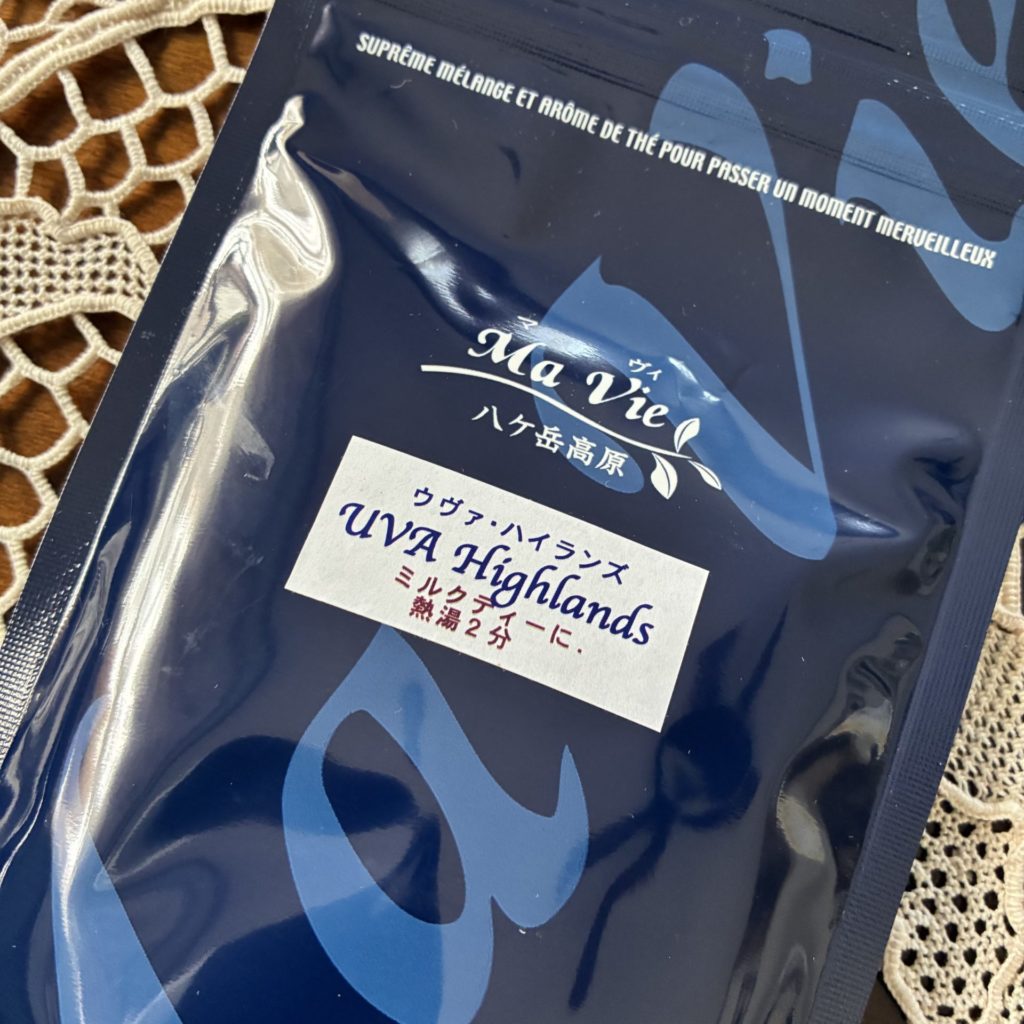 SUPRÊME MÉLANGE ET ARÔME DE THÉ POUR PASSER UN MOMENT MERVEILLEUX
マ ヴィ
Ma Vie
八ケ岳高原
ウヴァ・ハイランズ
UVA Highlands
ミルクティーに.
熱湯2分